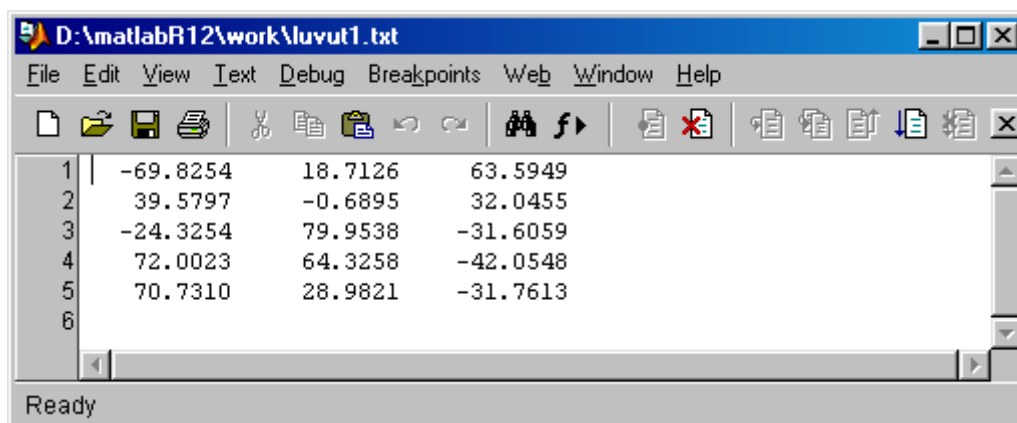 D:\matlabR12\work\luvut1.txt
File Edit View Text Debug Breakpoints Web Window Help
1 -69.8254 18.7126 63.5949
2 39.5797 -0.6895 32.0455
3 -24.3254 79.9538 -31.6059
4 72.0023 64.3258 -42.0548
5 70.7310 28.9821 -31.7613
6
Ready